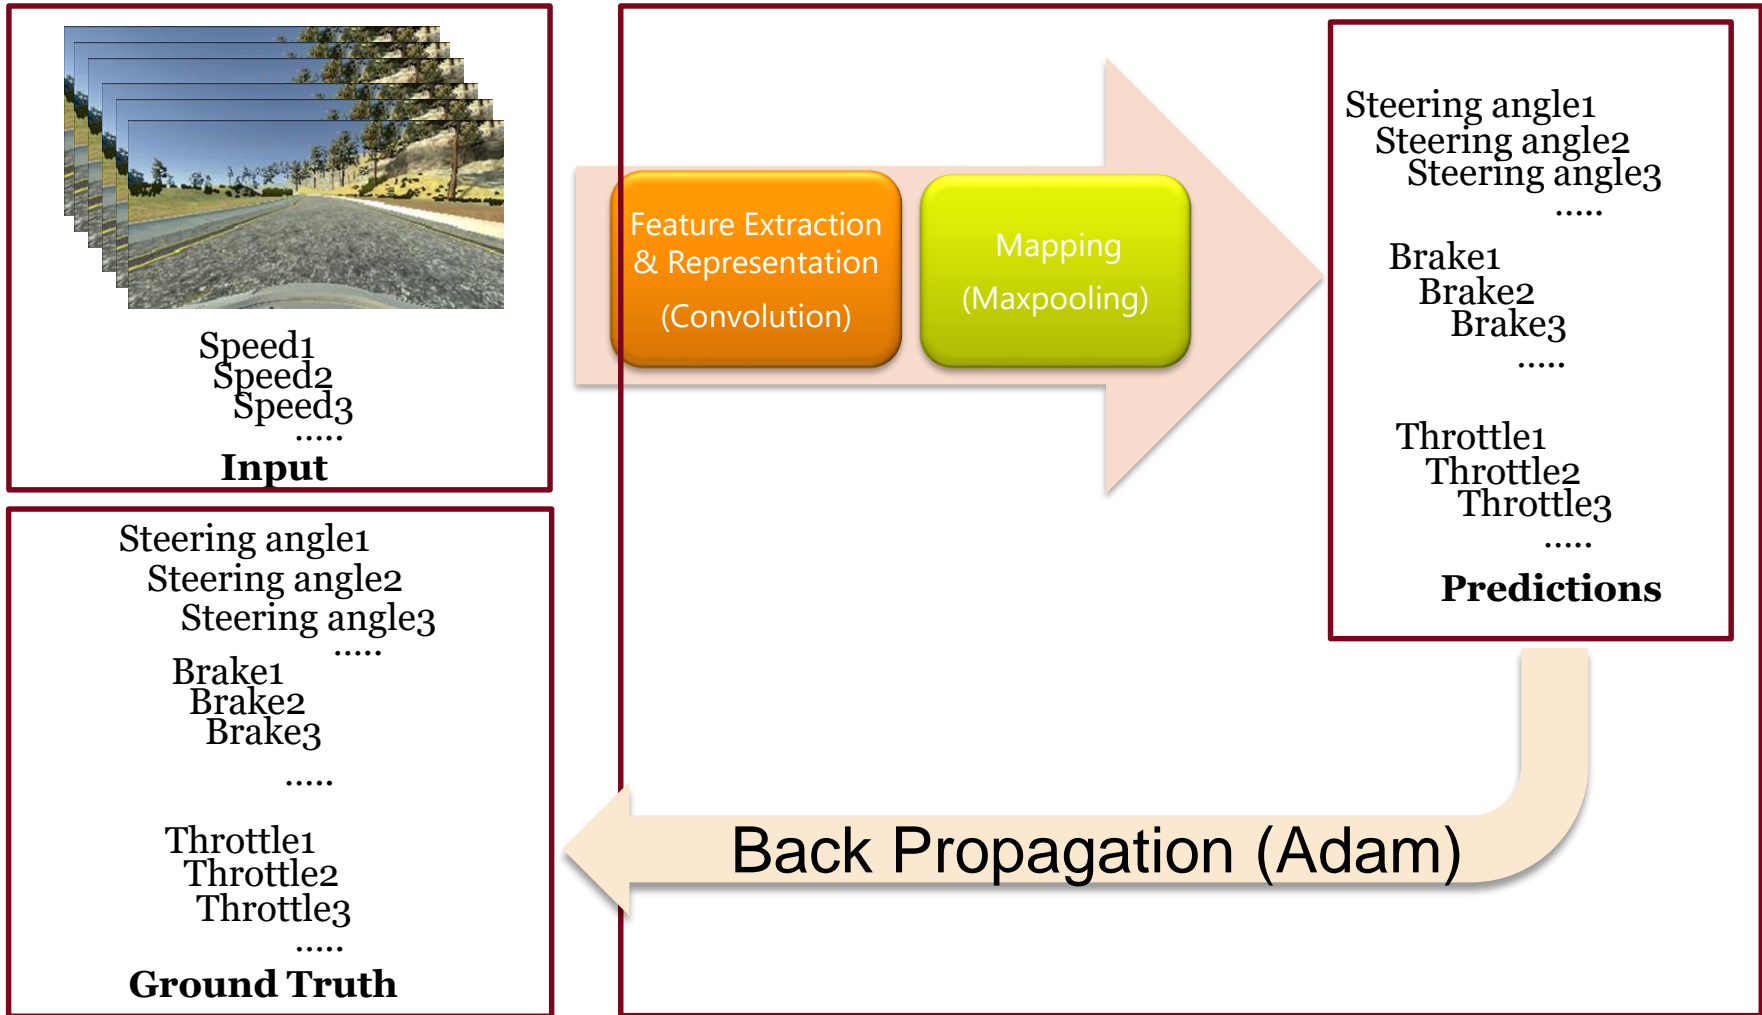 Speed1
Speed2
Speed3
.....
Input
Feature Extraction
& Representation
(Convolution)
Mapping
(Maxpooling)
Steering angle1
Steering angle2
Steering angle3
.....
Brake1
Brake2
Brake3
.....
Throttle1
Throttle2
Throttle3
.....
Predictions
Steering angle1
Steering angle2
Steering angle3
.....
Brake1
Brake2
Brake3
.....
Throttle1
Throttle2
Throttle3
.....
Ground Truth
Back Propagation (Adam)